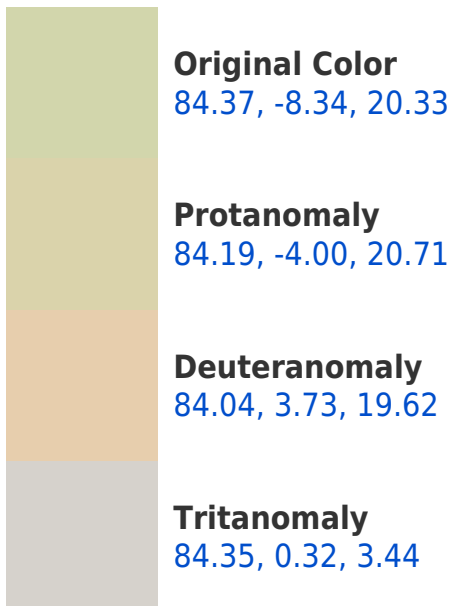 Original Color
84.37, -8.34, 20.33
Protanomaly
84.19, -4.00, 20.71
Deuteranomaly
84.04, 3.73, 19.62
Tritanomaly
84.35, 0.32, 3.44